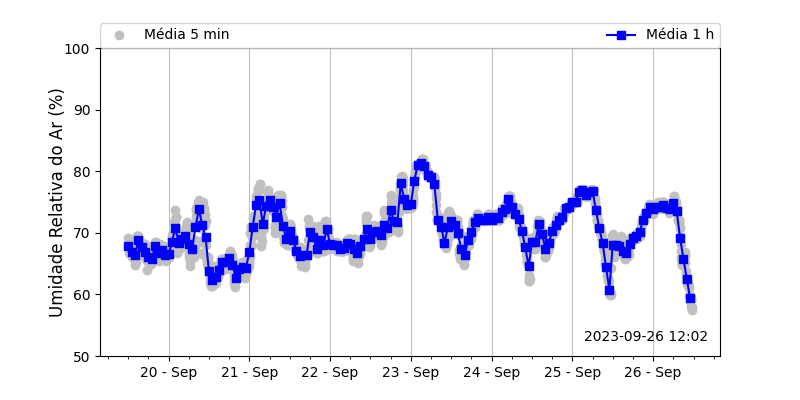 Média 5 min
Média 1 h
Umidade Relativa do Ar (%)
100
90
80
70
60
50
2023-09-26 12:02
20 - Sep
21 - Sep
22 - Sep
23 - Sep
24 - Sep
25 - Sep
26 - Sep